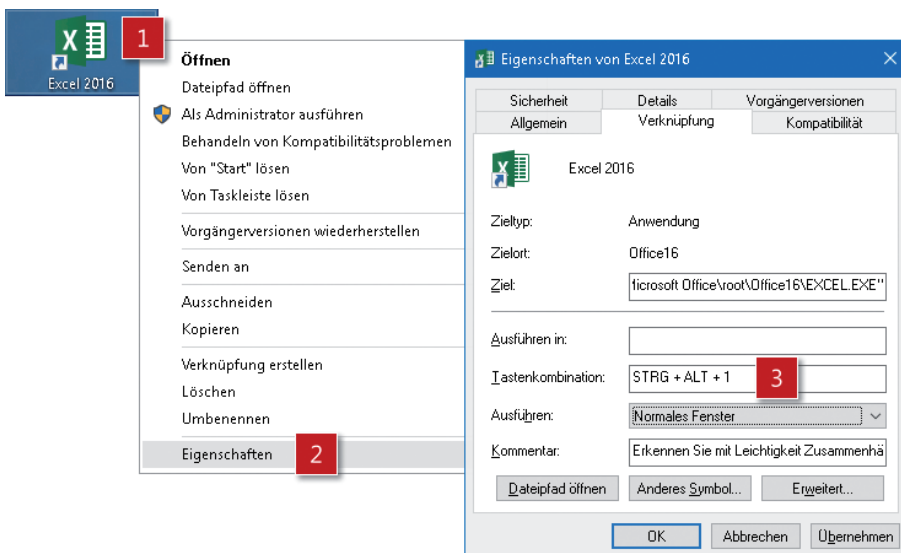 Excel 2016
1
Öffnen
Dateipfad öffnen
Als Administrator ausführen
Behandeln von Kompatibilitätsproblemen
Von "Start" lösen
Von Taskleiste lösen
Vorgängerversionen wiederherstellen
Senden an
Ausschneiden
Kopieren
Verknüpfung erstellen
Löschen
Umbenennen
Eigenschaften 2
Eigenschaften von Excel 2016
Sicherheit Details Vorgängerversionen
Allgemein Verknüpfung Kompatibilität
Excel 2016
Zieltyp: Anwendung
Zielort: Office16
Ziel: licrosoft Office\root\Office16\EXCEL.EXE"
Ausführen in:
Tastenkombination: STRG + ALT + 1 3
Ausführen: Normales Fenster
Kommentar: Erkennen Sie mit Leichtigkeit Zusammenhä
Dateipfad öffnen Anderes Symbol... Erweitert...
OK Abbrechen Übernehmen